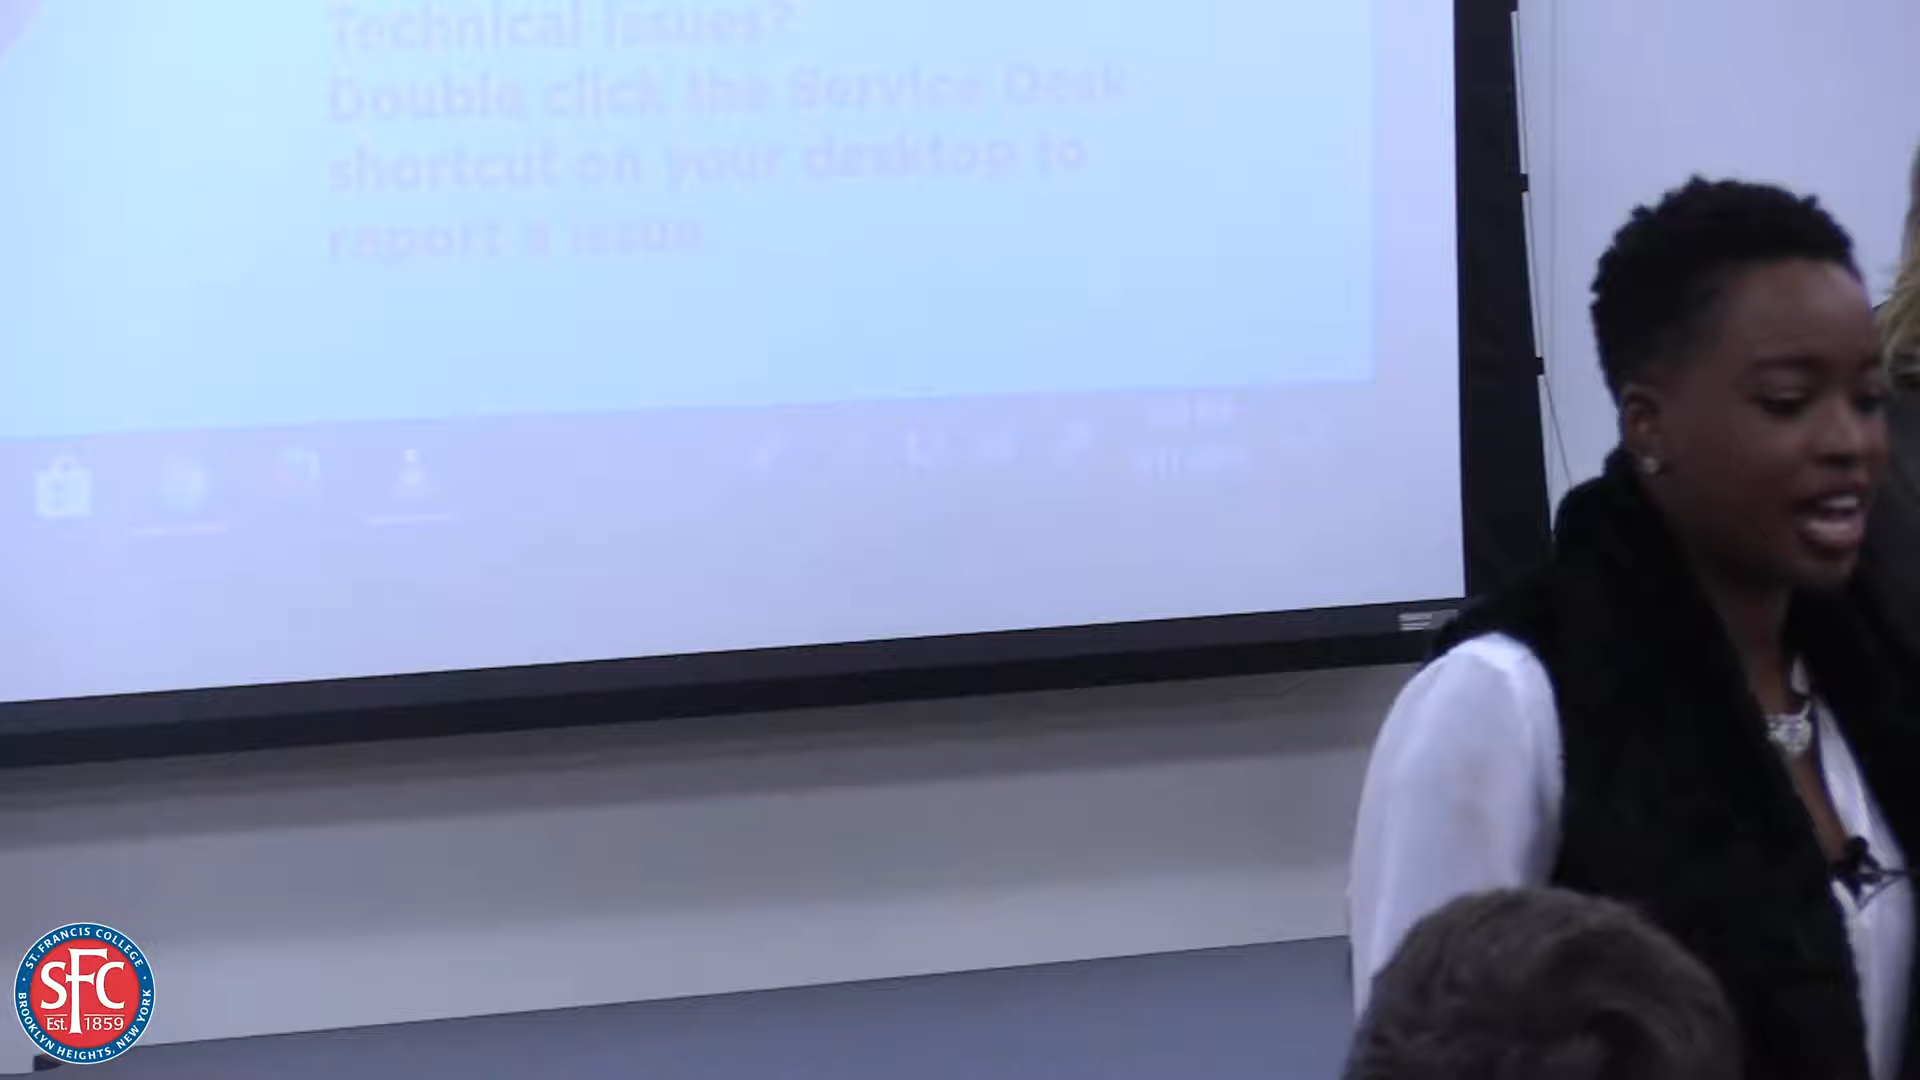 Technical issues?
Double click the Service Desk
shortcut on your desktop to
report a issue
ST. FRANCIS COLLEGE
SFC
Est. 1859
BROOKLYN HEIGHTS, NEW YORK